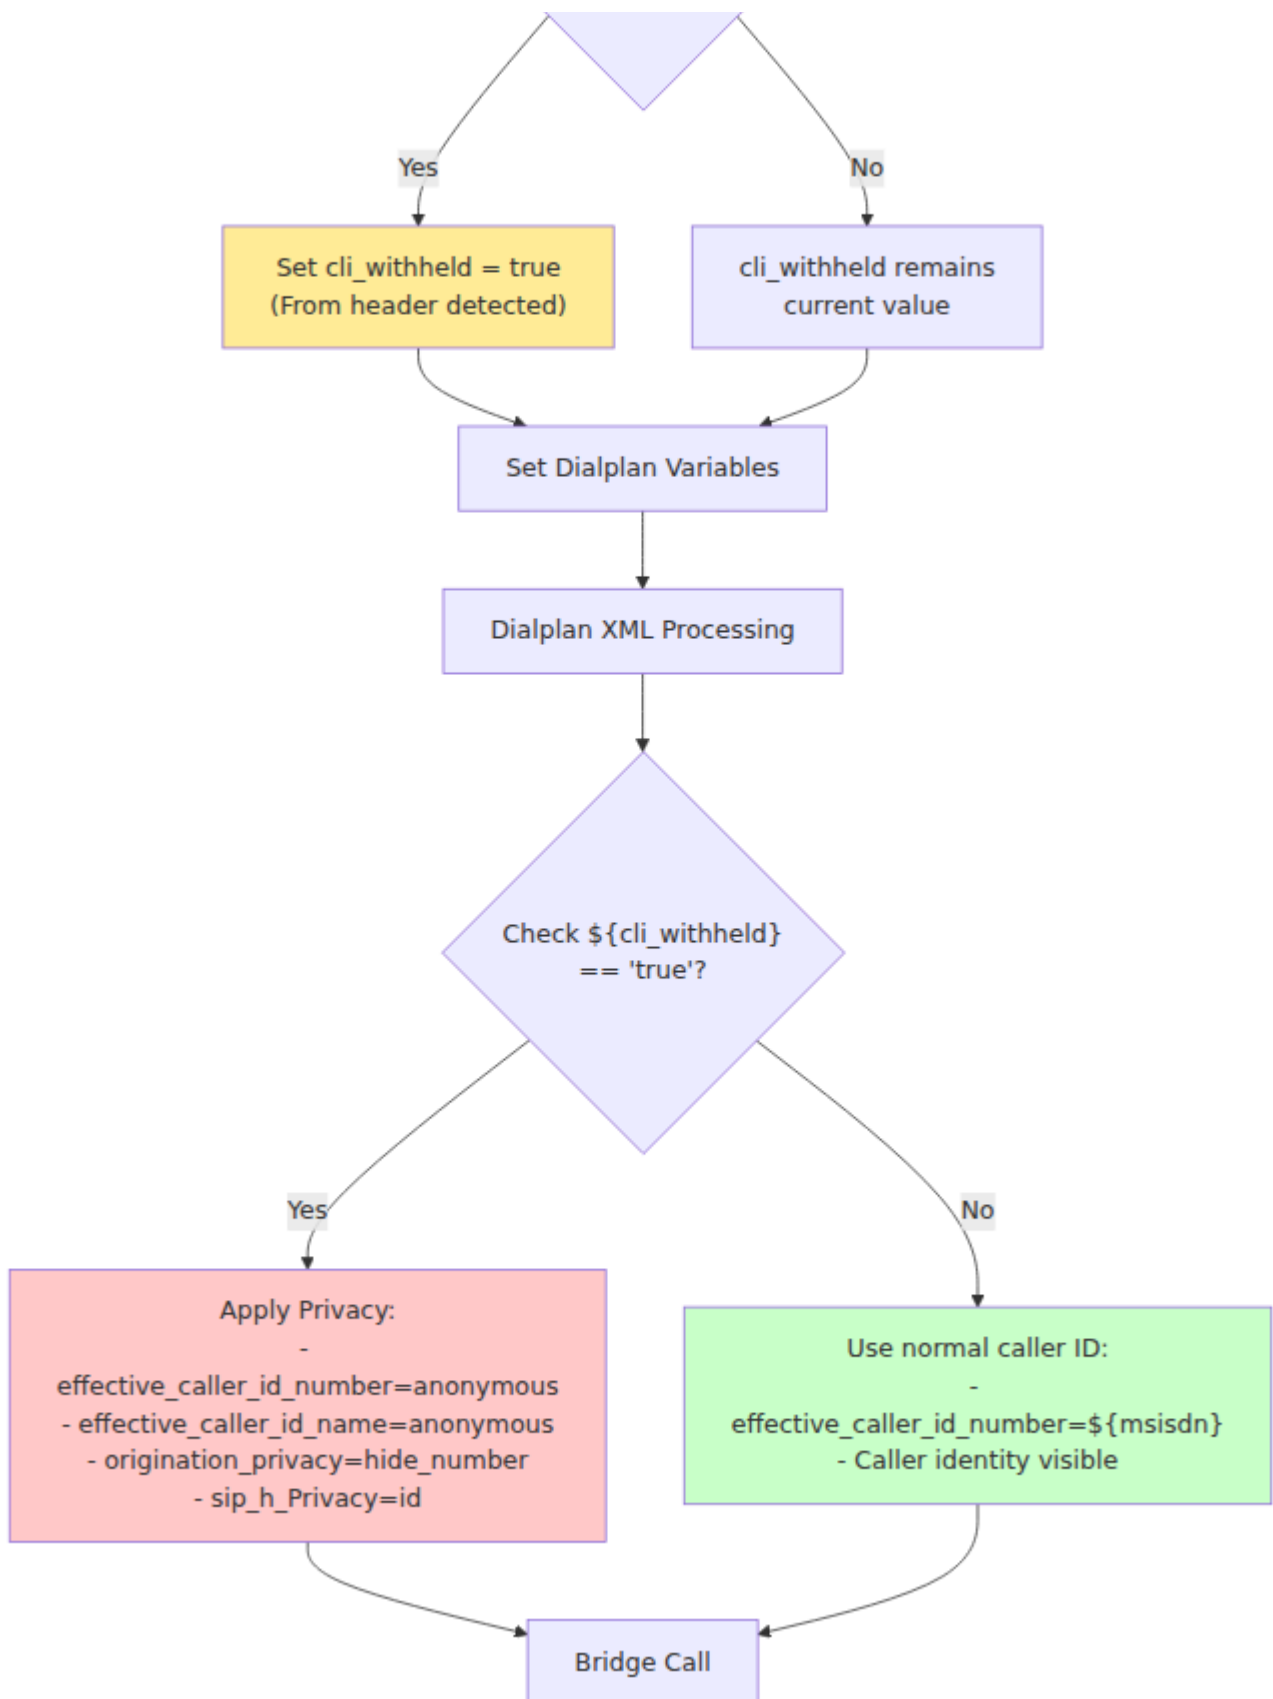 Yes
No
Set cli_withheld = true
(From header detected)
cli_withheld remains
current value
Set Dialplan Variables
Dialplan XML Processing
Check ${cli_withheld}
== 'true'?
Yes
No
Apply Privacy:
-
effective_caller_id_number=anonymous
- effective_caller_id_name=anonymous
- origination_privacy=hide_number
- sip_h_Privacy=id
Use normal caller ID:
-
effective_caller_id_number=${msisdn}
- Caller identity visible
Bridge Call